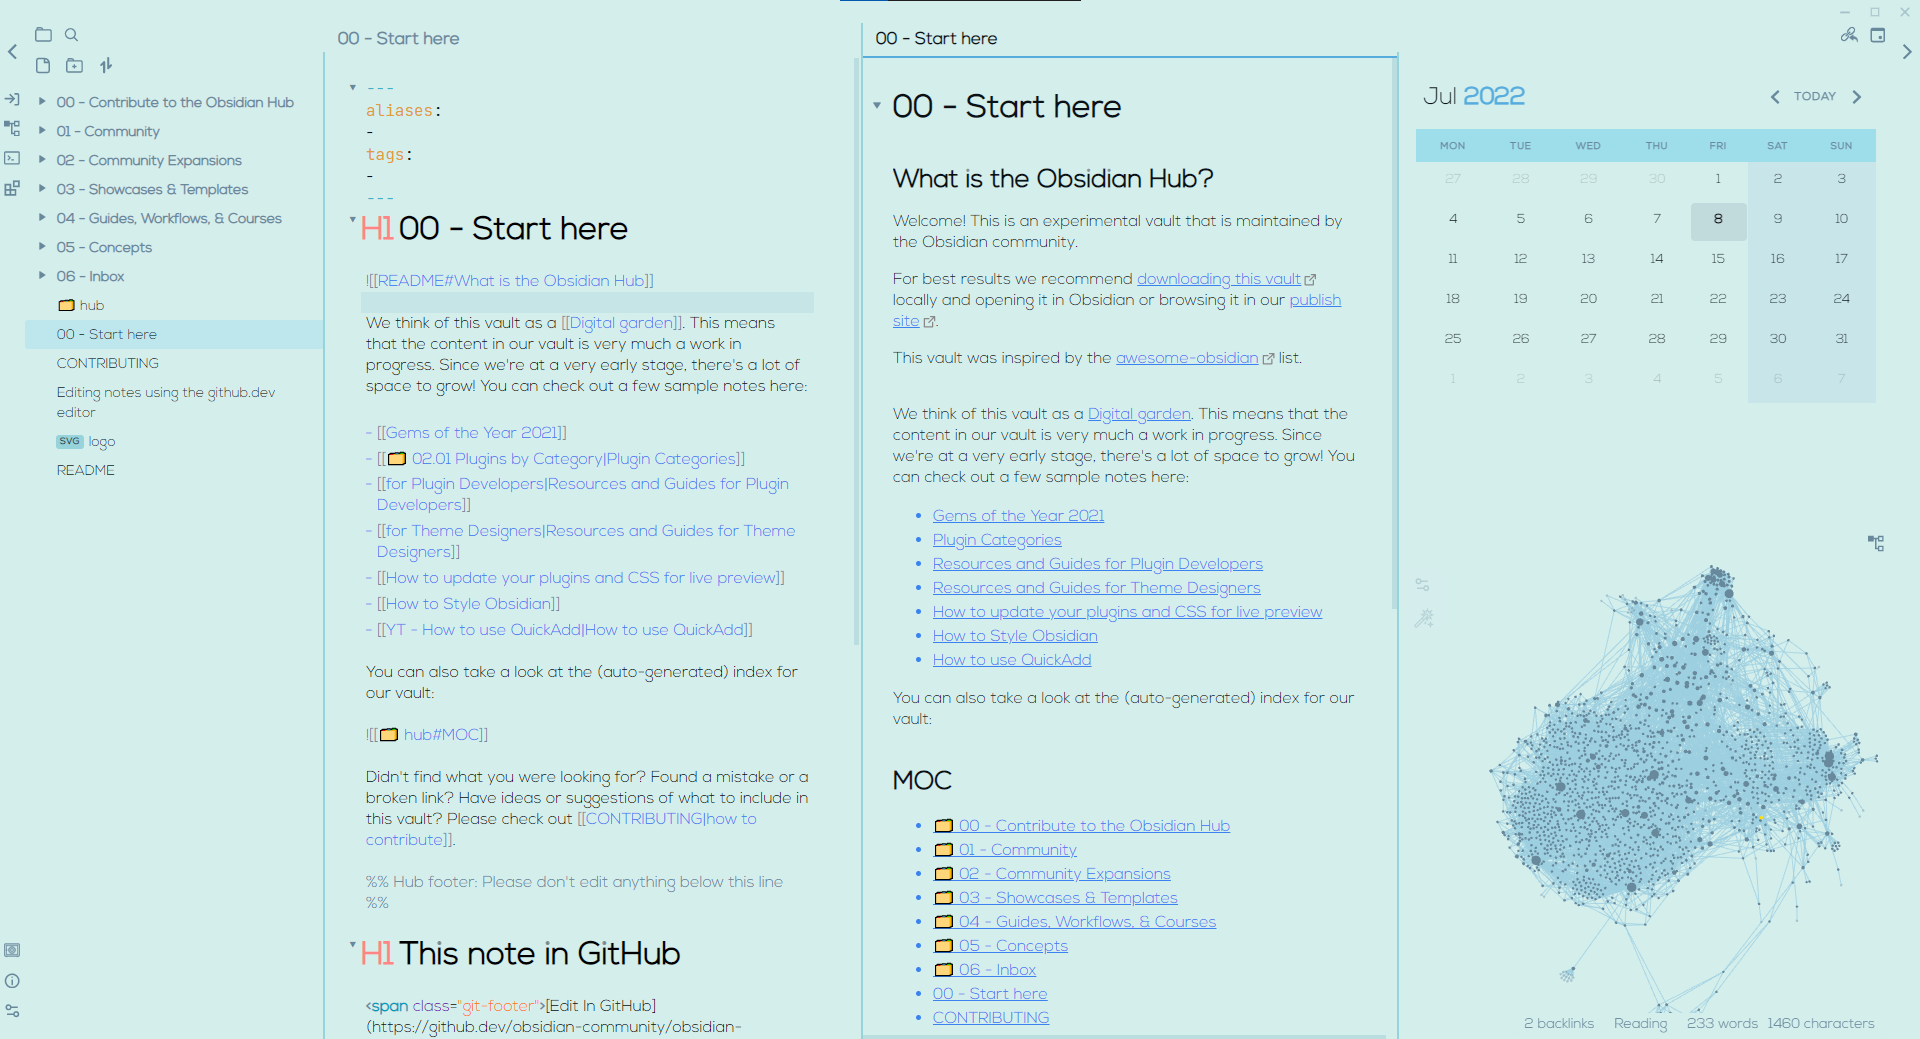 00 - Contribute to the Obsidian Hub
01 - Community
02 - Community Expansions
03 - Showcases & Templates
04 - Guides, Workflows, & Courses
05 - Concepts
06 - Inbox
hub
00 - Start here
CONTRIBUTING
Editing notes using the github.dev
editor
SVG logo
README
00 - Start here
---
aliases:
-
tags:
-
---
H1 00 - Start here
![[README#What is the Obsidian Hub]]
We think of this vault as a [[Digital garden]]. This means
that the content in our vault is very much a work in
progress. Since we're at a very early stage, there's a lot of
space to grow! You can check out a few sample notes here:
- [[Gems of the Year 2021]]
- [[🗂️ 02.01 Plugins by Category|Plugin Categories]]
- [[for Plugin Developers|Resources and Guides for Plugin
Developers]]
- [[for Theme Designers|Resources and Guides for Theme
Designers]]
- [[How to update your plugins and CSS for live preview]]
- [[How to Style Obsidian]]
- [[YT - How to use QuickAdd|How to use QuickAdd]]
You can also take a look at the (auto-generated) index for
our vault:
![[🗂️ hub#MOC]]
Didn't find what you were looking for? Found a mistake or a
broken link? Have ideas or suggestions of what to include in
this vault? Please check out [[CONTRIBUTING|how to
contribute]].
%% Hub footer: Please don't edit anything below this line
%%
H1 This note in GitHub
<span class="git-footer">[Edit In GitHub]
(https://github.dev/obsidian-community/obsidian-
00 - Start here
00 - Start here
What is the Obsidian Hub?
Welcome! This is an experimental vault that is maintained by
the Obsidian community.
For best results we recommend downloading this vault
locally and opening it in Obsidian or browsing it in our publish
site.
This vault was inspired by the awesome-obsidian list.
We think of this vault as a Digital garden. This means that the
content in our vault is very much a work in progress. Since
we're at a very early stage, there's a lot of space to grow! You
can check out a few sample notes here:
Gems of the Year 2021
Plugin Categories
Resources and Guides for Plugin Developers
Resources and Guides for Theme Designers
How to update your plugins and CSS for live preview
How to Style Obsidian
How to use QuickAdd
You can also take a look at the (auto-generated) index for our
vault:
MOC
00 - Contribute to the Obsidian Hub
01 - Community
02 - Community Expansions
03 - Showcases & Templates
04 - Guides, Workflows, & Courses
05 - Concepts
06 - Inbox
00 - Start here
CONTRIBUTING
Jul 2022
TODAY
MON TUE WED THU FRI SAT SUN
27 28 29 30 1 2 3
4 5 6 7 8 9 10
11 12 13 14 15 16 17
18 19 20 21 22 23 24
25 26 27 28 29 30 31
1 2 3 4 5 6 7
2 backlinks Reading 233 words 1460 characters